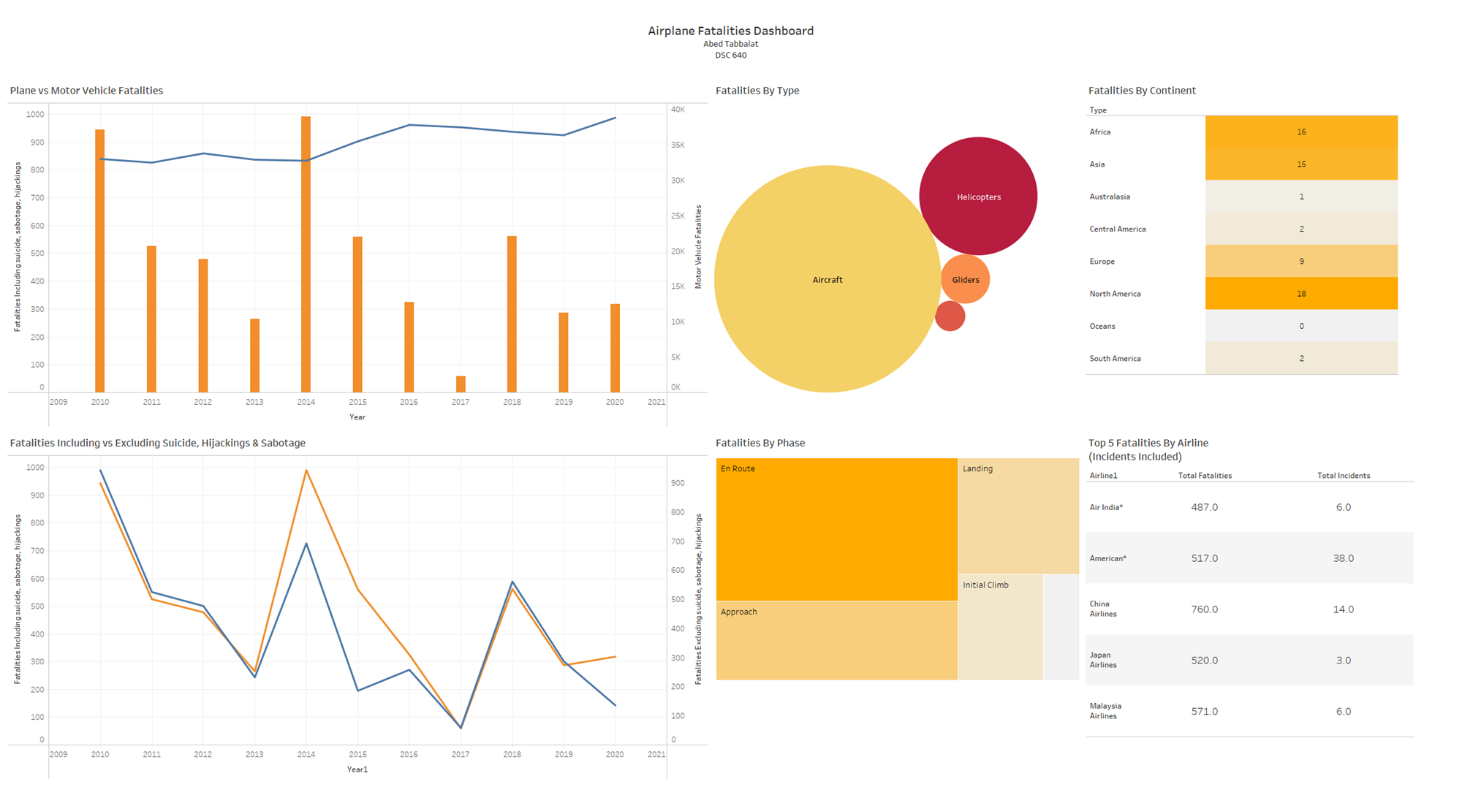 Airplane Fatalities Dashboard
Abed Tabbalat
DSC 640
Plane vs Motor Vehicle Fatalities
Fatalities Including suicide, sabotage, hijackings
1000
900
800
700
600
500
400
300
200
100
0
40K
35K
30K
25K
20K
15K
10K
5K
0K
Motor Vehicle Fatalities
2009 2010 2011 2012 2013 2014 2015 2016 2017 2018 2019 2020 2021
Year
Fatalities By Type
Helicopters
Aircraft
Gliders
Fatalities By Continent
Type
Africa 16
Asia 15
Australasia 1
Central America 2
Europe 9
North America 18
Oceans 0
South America 2
Fatalities Including vs Excluding Suicide, Hijackings & Sabotage
Fatalities Including suicide, sabotage, hijackings
1000
900
800
700
600
500
400
300
200
100
0
900
800
700
600
500
400
300
200
100
0
Fatalities Excluding suicide, sabotage, hijackings
2009 2010 2011 2012 2013 2014 2015 2016 2017 2018 2019 2020 2021
Year1
Fatalities By Phase
En Route
Landing
Initial Climb
Approach
Top 5 Fatalities By Airline
(Incidents Included)
Airline1 Total Fatalities Total Incidents
Air India* 487.0 6.0
American* 517.0 38.0
China
Airlines 760.0 14.0
Japan
Airlines 520.0 3.0
Malaysia
Airlines 571.0 6.0